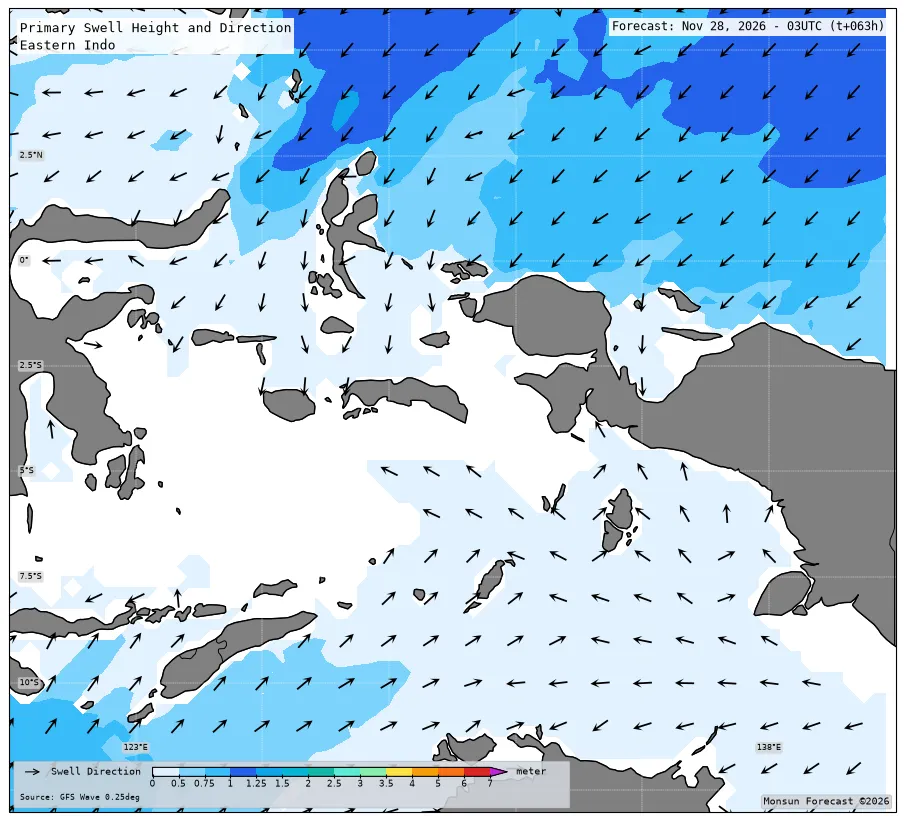 Primary Swell Height and Direction
Eastern Indo
Forecast: Nov 28, 2026 - 03UTC (t+063h)
2.5°N
0°
2.5°S
5°S
7.5°S
10°S
123°E
138°E
Swell Direction
0 0.5 0.75 1 1.25 1.5 2 2.5 3 3.5 4 5 6 7
meter
Source: GFS Wave 0.25deg
Monsun Forecast ©2026